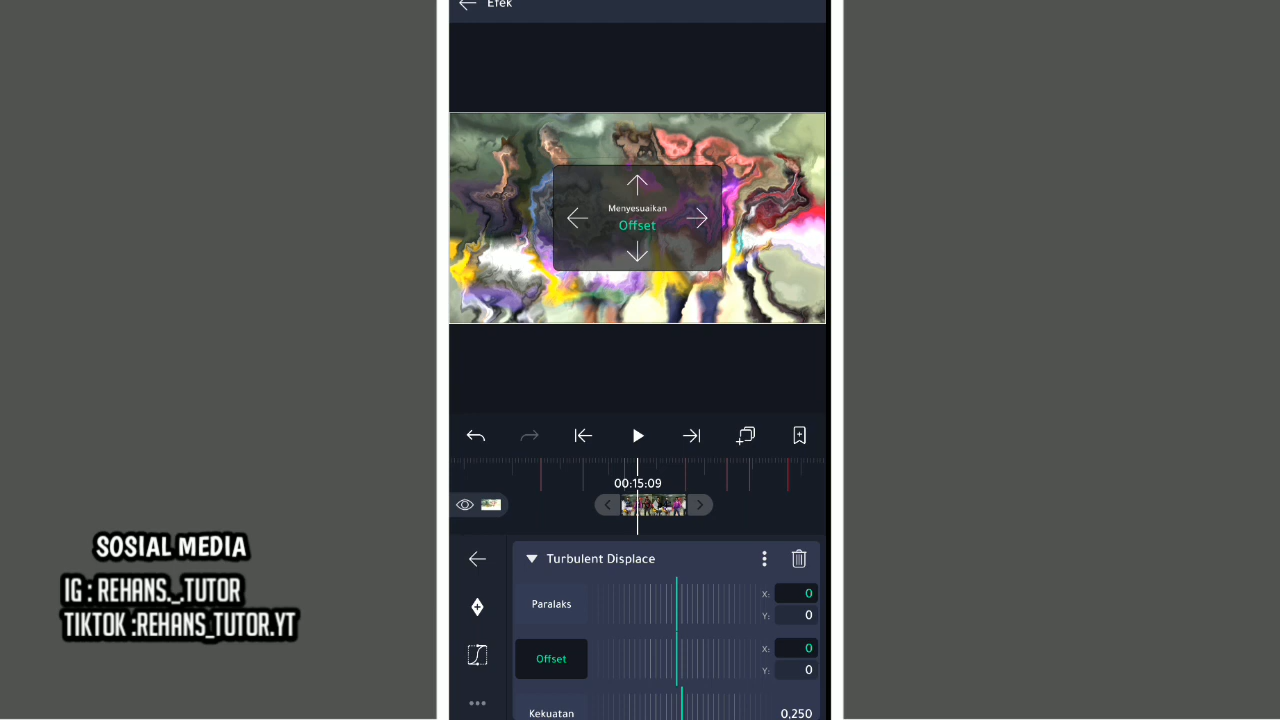 Efek
Menyesuaikan
Offset
00:15:09
Turbulent Displace
Paralaks
X: 0
Y: 0
Offset
X: 0
Y: 0
Kekuatan
0,250
SOSIAL MEDIA
IG : REHANS._.TUTOR
TIKTOK :REHANS_TUTOR.YT